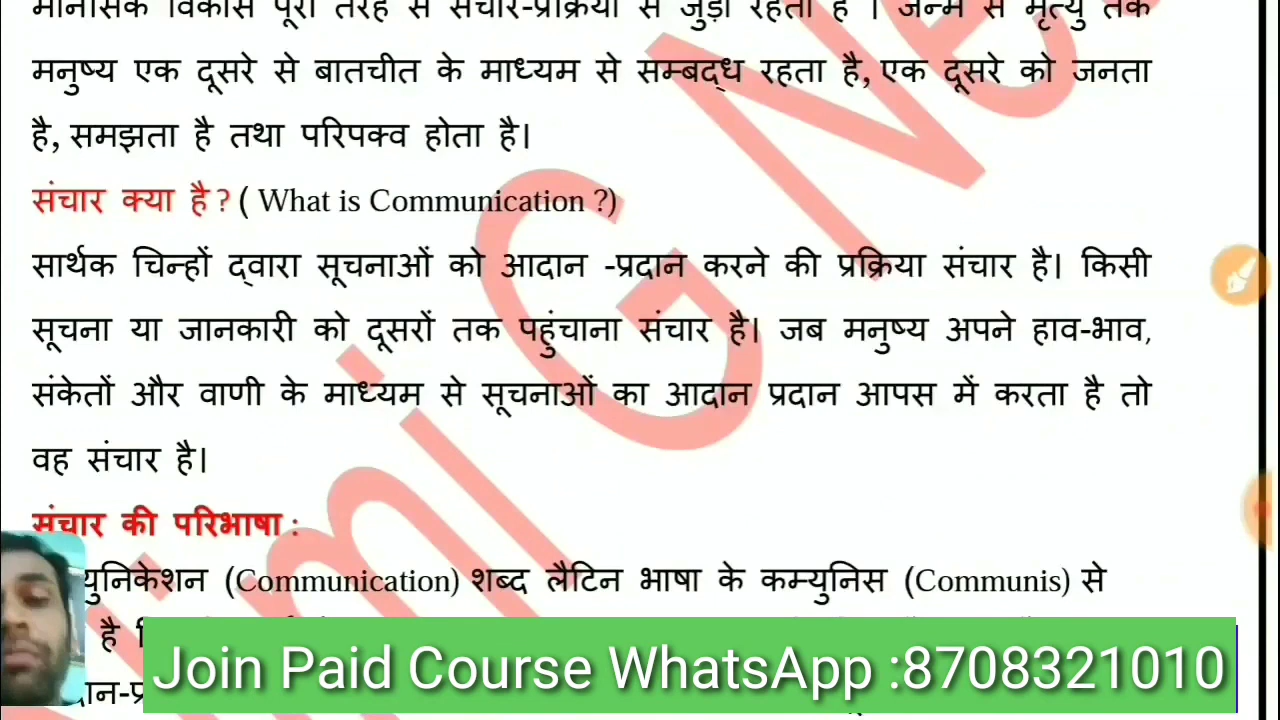 मानसिक विकास पूरी तरह से संचार-प्रक्रिया से जुड़ा रहता है । जन्म से मृत्यु तक
मनुष्य एक दूसरे से बातचीत के माध्यम से सम्बद्ध रहता है, एक दूसरे को जनता
है, समझता है तथा परिपक्व होता है।
संचार क्या है? ( What is Communication ?)
सार्थक चिन्हों द्वारा सूचनाओं को आदान -प्रदान करने की प्रक्रिया संचार है। किसी
सूचना या जानकारी को दूसरों तक पहुंचाना संचार है। जब मनुष्य अपने हाव-भाव,
संकेतों और वाणी के माध्यम से सूचनाओं का आदान प्रदान आपस में करता है तो
वह संचार है।
संचार की परिभाषा :
युनिकेशन (Communication) शब्द लैटिन भाषा के कम्युनिस (Communis) से
है
Join Paid Course WhatsApp :8708321010